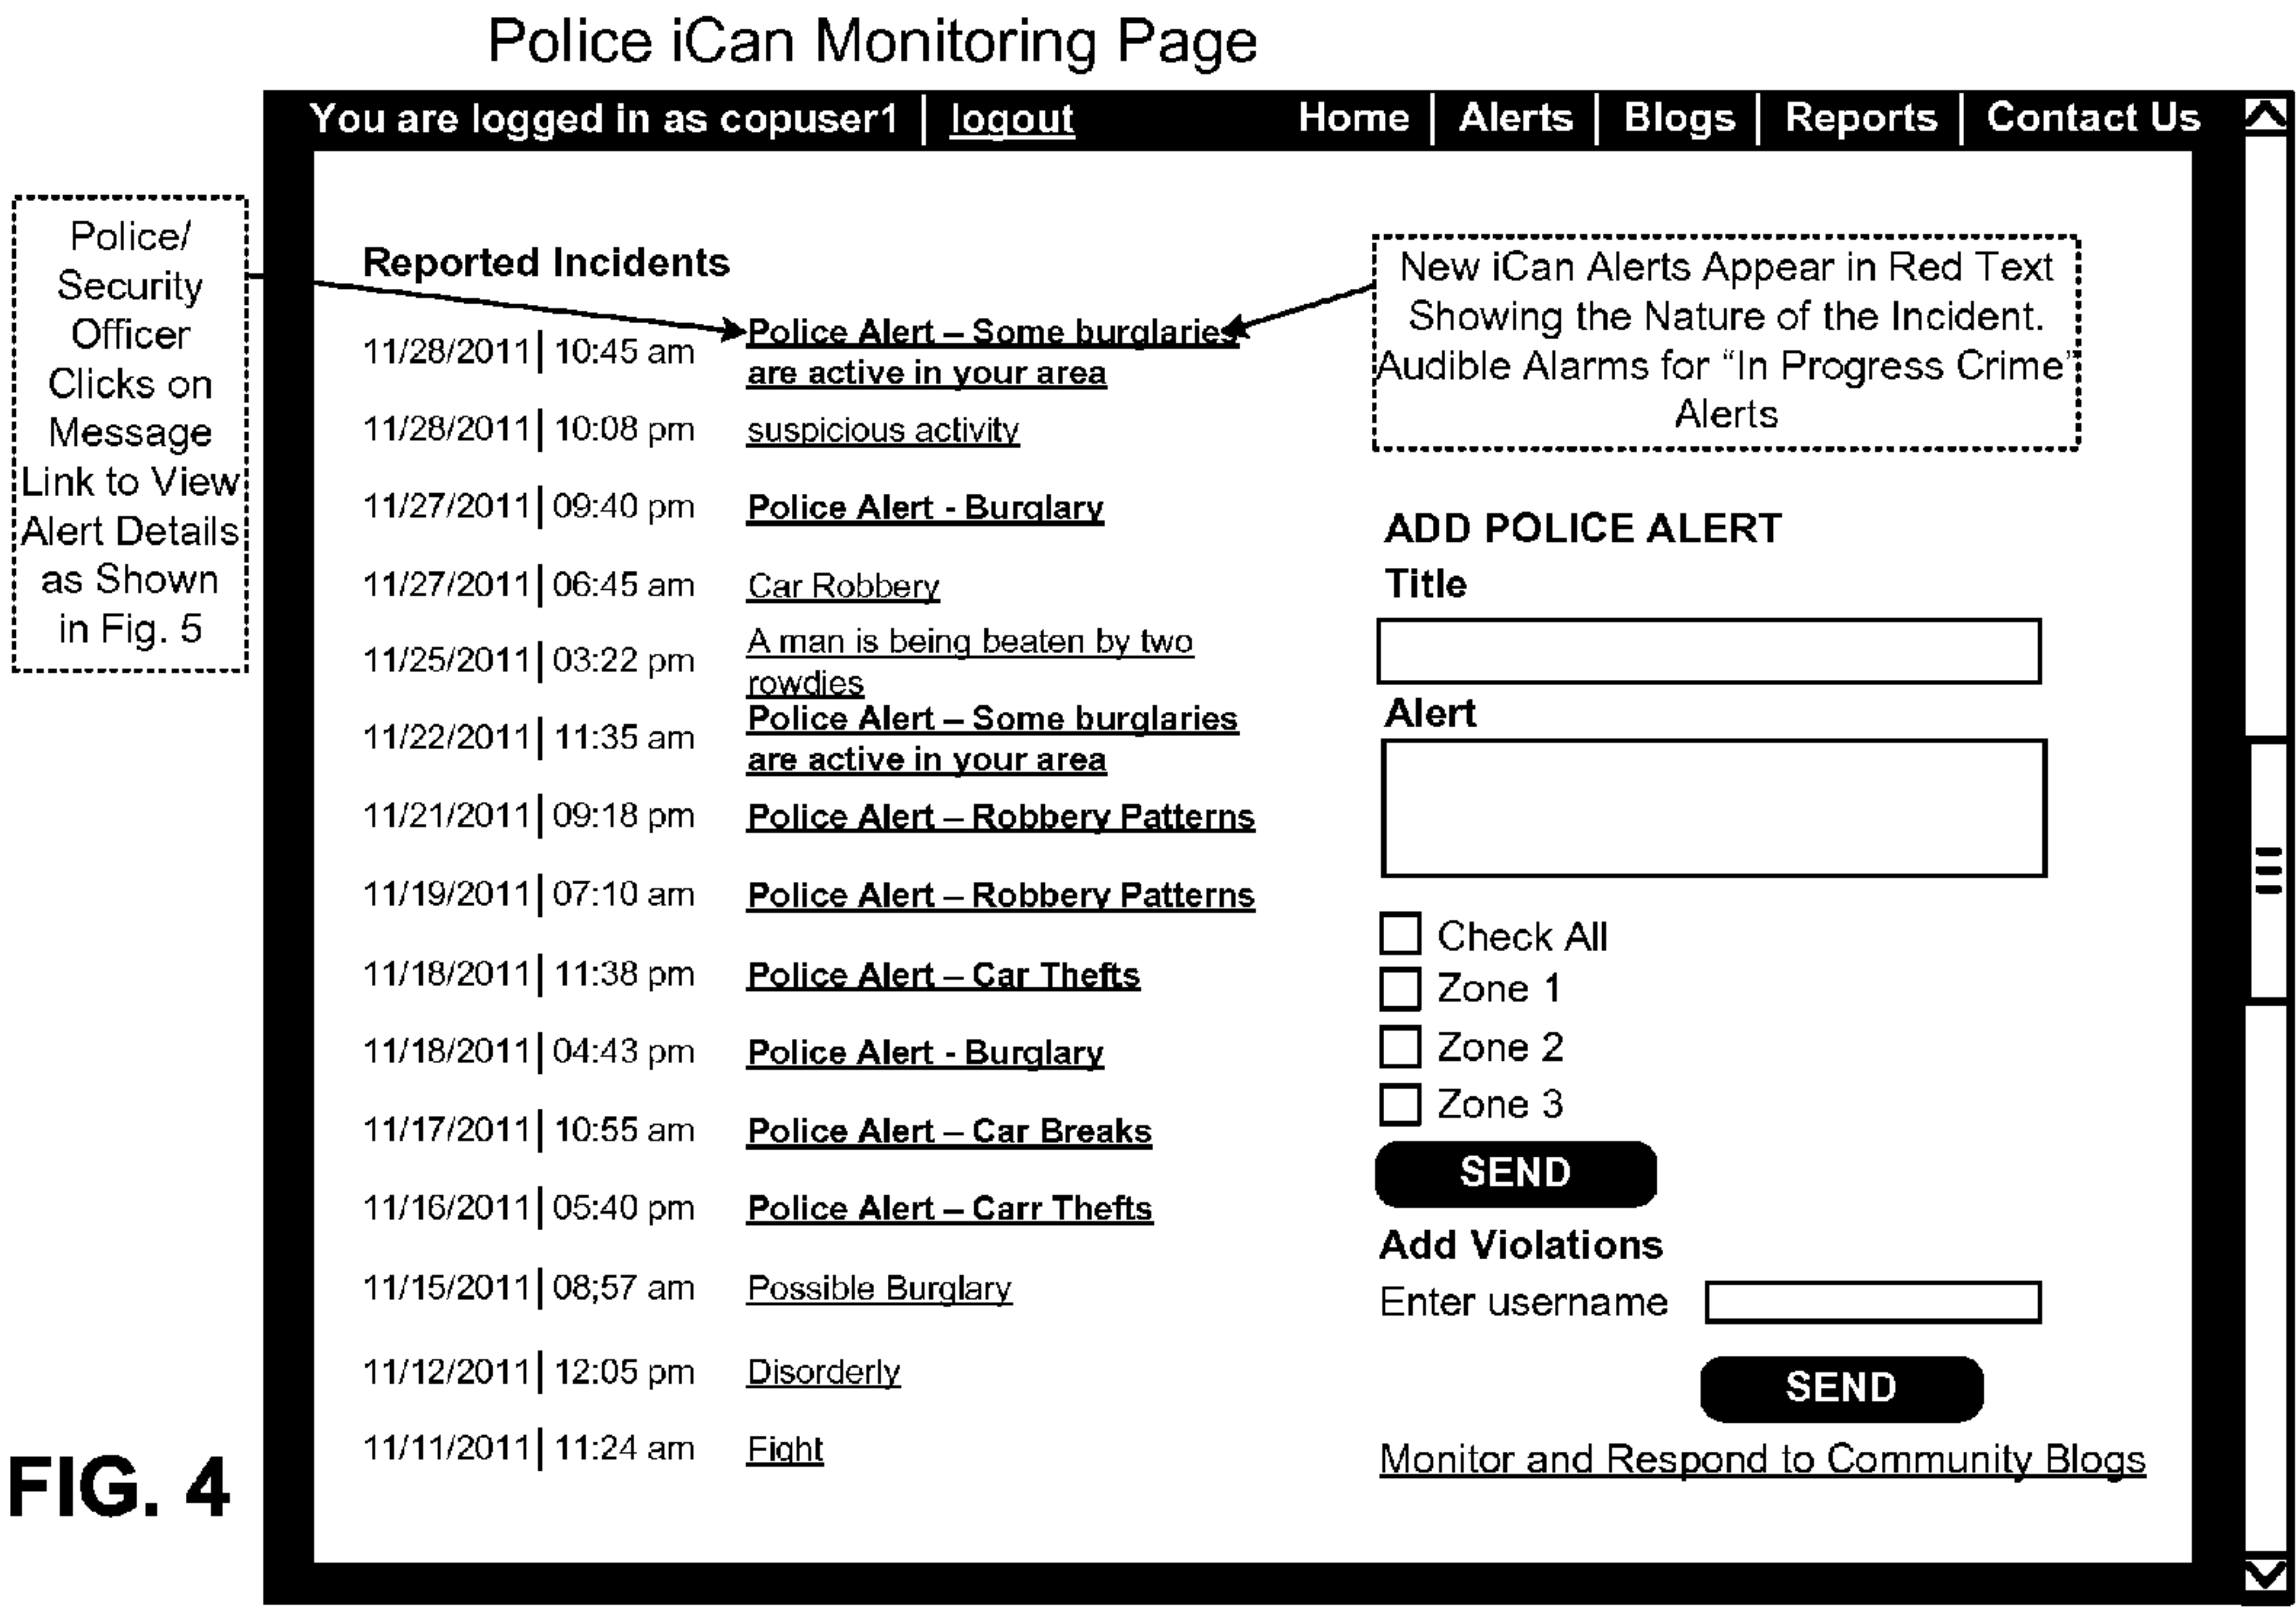 Police iCan Monitoring Page
You are logged in as copuser1 | logout
Home | Alerts | Blogs | Reports | Contact Us
Police/
Security
Officer
Clicks on
Message
Link to View
Alert Details
as Shown
in Fig. 5
Reported Incidents
11/28/2011 | 10:45 am Police Alert – Some burglaries
are active in your area
11/28/2011 | 10:08 pm suspicious activity
11/27/2011 | 09:40 pm Police Alert - Burglary
11/27/2011 | 06:45 am Car Robbery
11/25/2011 | 03:22 pm A man is being beaten by two
rowdies
11/22/2011 | 11:35 am Police Alert – Some burglaries
are active in your area
11/21/2011 | 09:18 pm Police Alert – Robbery Patterns
11/19/2011 | 07:10 am Police Alert – Robbery Patterns
11/18/2011 | 11:38 pm Police Alert – Car Thefts
11/18/2011 | 04:43 pm Police Alert - Burglary
11/17/2011 | 10:55 am Police Alert – Car Breaks
11/16/2011 | 05:40 pm Police Alert – Carr Thefts
11/15/2011 | 08;57 am Possible Burglary
11/12/2011 | 12:05 pm Disorderly
11/11/2011 | 11:24 am Fight
New iCan Alerts Appear in Red Text
Showing the Nature of the Incident.
Audible Alarms for “In Progress Crime”
Alerts
ADD POLICE ALERT
Title
Alert
Check All
Zone 1
Zone 2
Zone 3
SEND
Add Violations
Enter username
SEND
Monitor and Respond to Community Blogs
FIG. 4